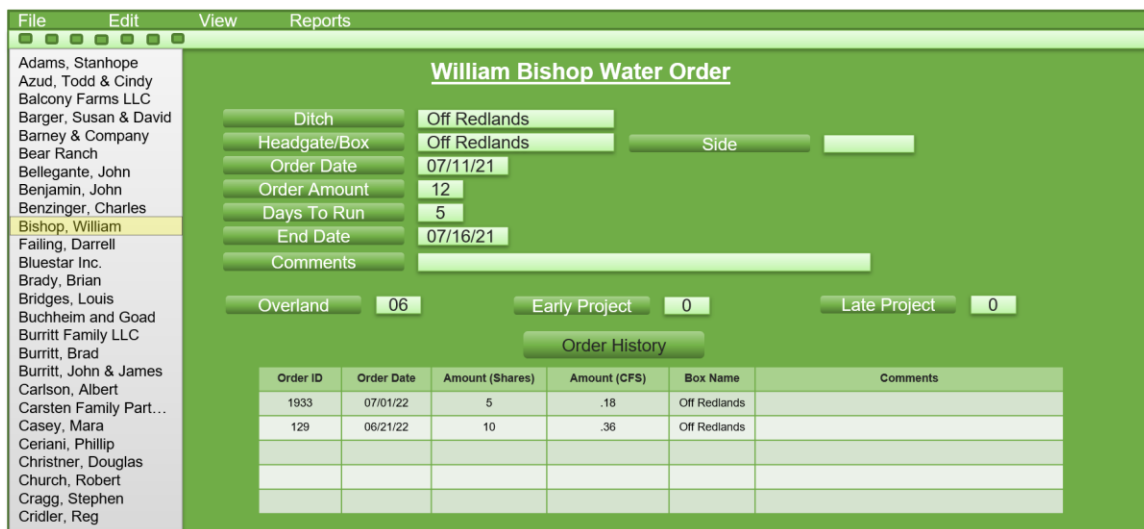 File Edit View Reports
Adams, Stanhope
Azud, Todd & Cindy
Balcony Farms LLC
Barger, Susan & David
Barney & Company
Bear Ranch
Bellegante, John
Benjamin, John
Benzinger, Charles
Bishop, William
Failing, Darrell
Bluestar Inc.
Brady, Brian
Bridges, Louis
Buchheim and Goad
Burritt Family LLC
Burritt, Brad
Burritt, John & James
Carlson, Albert
Carsten Family Part...
Casey, Mara
Ceriani, Phillip
Christner, Douglas
Church, Robert
Cragg, Stephen
Cridler, Reg
William Bishop Water Order
Ditch Off Redlands
Headgate/Box Off Redlands Side
Order Date 07/11/21
Order Amount 12
Days To Run 5
End Date 07/16/21
Comments
Overland 06 Early Project 0 Late Project 0
Order History
Order ID Order Date Amount (Shares) Amount (CFS) Box Name Comments
1933 07/01/22 5 .18 Off Redlands
129 06/21/22 10 .36 Off Redlands